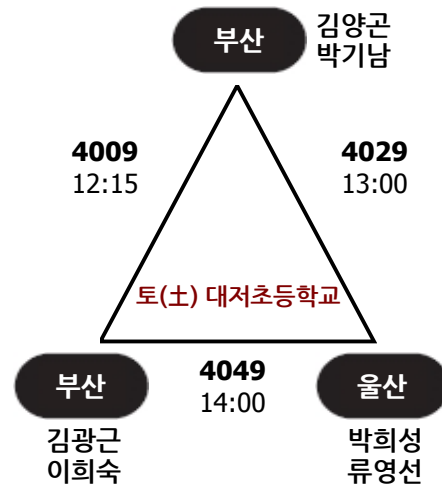 부산
김양곤
박기남
4009
12:15
4029
13:00
토(土) 대저초등학교
부산
4049
14:00
울산
김광근
이희숙
박희성
류영선